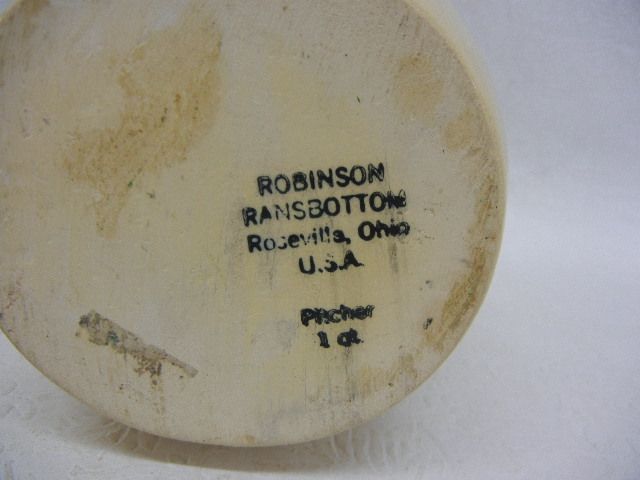 ROBINSON
RANSBOTTOM
Roseville, Ohio
U.S.A.
Pitcher
1 qt.